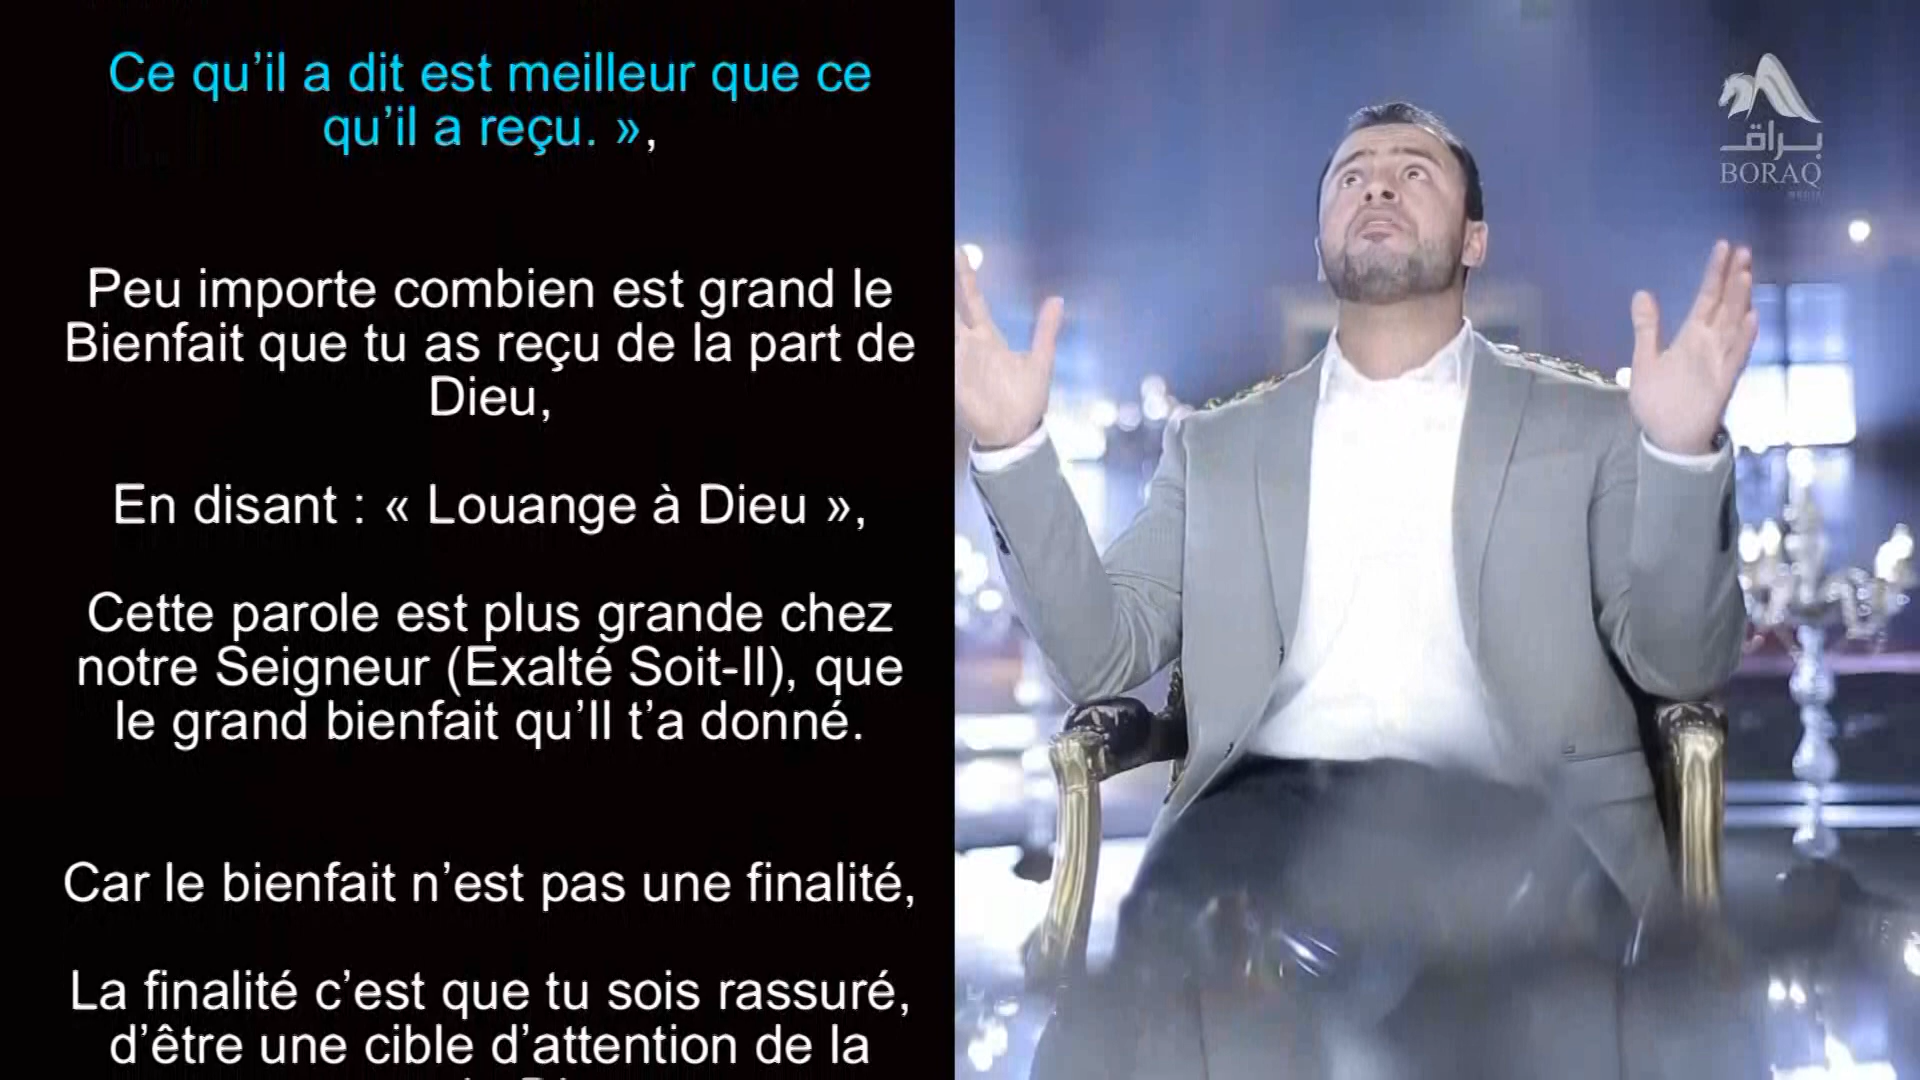 Ce qu’il a dit est meilleur que ce
qu’il a reçu. »,
Peu importe combien est grand le
Bienfait que tu as reçu de la part de
Dieu,
En disant : « Louange à Dieu »,
Cette parole est plus grande chez
notre Seigneur (Exalté Soit-Il), que
le grand bienfait qu’Il t’a donné.
Car le bienfait n’est pas une finalité,
La finalité c’est que tu sois rassuré,
d’être une cible d’attention de la
براق
BORAQ
MEDIA